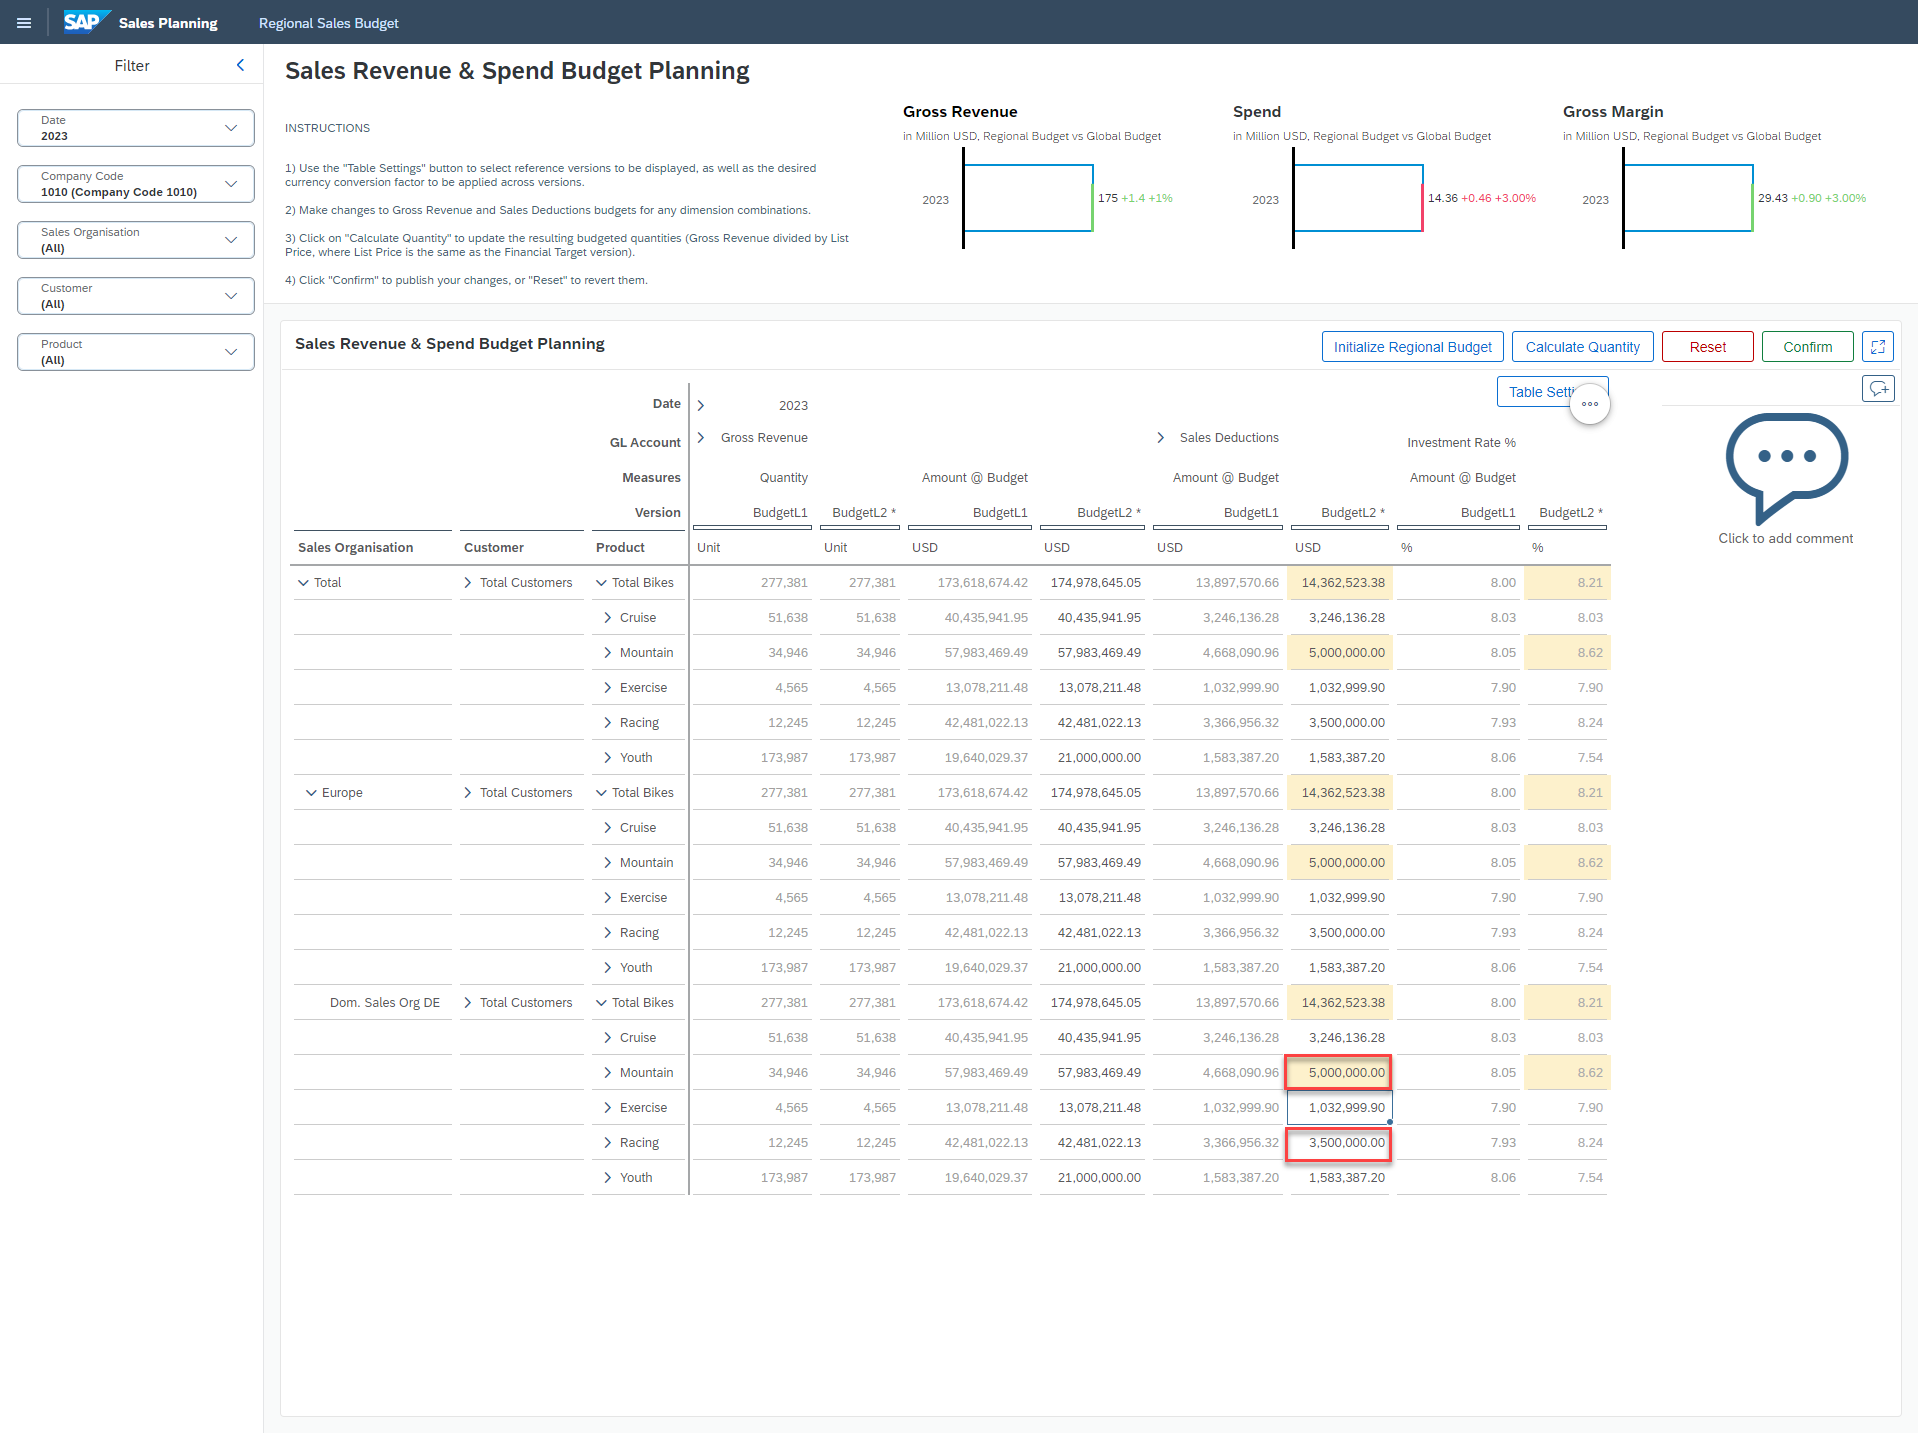 SAP Sales Planning Regional Sales Budget
Filter
Date
2023
Company Code
1010 (Company Code 1010)
Sales Organisation
(All)
Customer
(All)
Product
(All)
Sales Revenue & Spend Budget Planning
INSTRUCTIONS
1) Use the "Table Settings" button to select reference versions to be displayed, as well as the desired
currency conversion factor to be applied across versions.
2) Make changes to Gross Revenue and Sales Deductions budgets for any dimension combinations.
3) Click on "Calculate Quantity" to update the resulting budgeted quantities (Gross Revenue divided by List
Price, where List Price is the same as the Financial Target version).
4) Click "Confirm" to publish your changes, or "Reset" to revert them.
Gross Revenue
in Million USD, Regional Budget vs Global Budget
2023 175 +1.4 +1%
Spend
in Million USD, Regional Budget vs Global Budget
2023 14.36 +0.46 +3.00%
Gross Margin
in Million USD, Regional Budget vs Global Budget
2023 29.43 +0.90 +3.00%
Sales Revenue & Spend Budget Planning
Initialize Regional Budget Calculate Quantity Reset Confirm
Table Setti
Date 2023
GL Account Gross Revenue Sales Deductions Investment Rate %
Measures Quantity Amount @ Budget Amount @ Budget Amount @ Budget
Version BudgetL1 BudgetL2 * BudgetL1 BudgetL2 * BudgetL1 BudgetL2 * BudgetL1 BudgetL2 *
Sales Organisation Customer Product Unit Unit USD USD USD USD % %
Total Total Customers Total Bikes 277,381 277,381 173,618,674.42 174,978,645.05 13,897,570.66 14,362,523.38 8.00 8.21
Cruise 51,638 51,638 40,435,941.95 40,435,941.95 3,246,136.28 3,246,136.28 8.03 8.03
Mountain 34,946 34,946 57,983,469.49 57,983,469.49 4,668,090.96 5,000,000.00 8.05 8.62
Exercise 4,565 4,565 13,078,211.48 13,078,211.48 1,032,999.90 1,032,999.90 7.90 7.90
Racing 12,245 12,245 42,481,022.13 42,481,022.13 3,366,956.32 3,500,000.00 7.93 8.24
Youth 173,987 173,987 19,640,029.37 21,000,000.00 1,583,387.20 1,583,387.20 8.06 7.54
Europe Total Customers Total Bikes 277,381 277,381 173,618,674.42 174,978,645.05 13,897,570.66 14,362,523.38 8.00 8.21
Cruise 51,638 51,638 40,435,941.95 40,435,941.95 3,246,136.28 3,246,136.28 8.03 8.03
Mountain 34,946 34,946 57,983,469.49 57,983,469.49 4,668,090.96 5,000,000.00 8.05 8.62
Exercise 4,565 4,565 13,078,211.48 13,078,211.48 1,032,999.90 1,032,999.90 7.90 7.90
Racing 12,245 12,245 42,481,022.13 42,481,022.13 3,366,956.32 3,500,000.00 7.93 8.24
Youth 173,987 173,987 19,640,029.37 21,000,000.00 1,583,387.20 1,583,387.20 8.06 7.54
Dom. Sales Org DE Total Customers Total Bikes 277,381 277,381 173,618,674.42 174,978,645.05 13,897,570.66 14,362,523.38 8.00 8.21
Cruise 51,638 51,638 40,435,941.95 40,435,941.95 3,246,136.28 3,246,136.28 8.03 8.03
Mountain 34,946 34,946 57,983,469.49 57,983,469.49 4,668,090.96 5,000,000.00 8.05 8.62
Exercise 4,565 4,565 13,078,211.48 13,078,211.48 1,032,999.90 1,032,999.90 7.90 7.90
Racing 12,245 12,245 42,481,022.13 42,481,022.13 3,366,956.32 3,500,000.00 7.93 8.24
Youth 173,987 173,987 19,640,029.37 21,000,000.00 1,583,387.20 1,583,387.20 8.06 7.54
Click to add comment